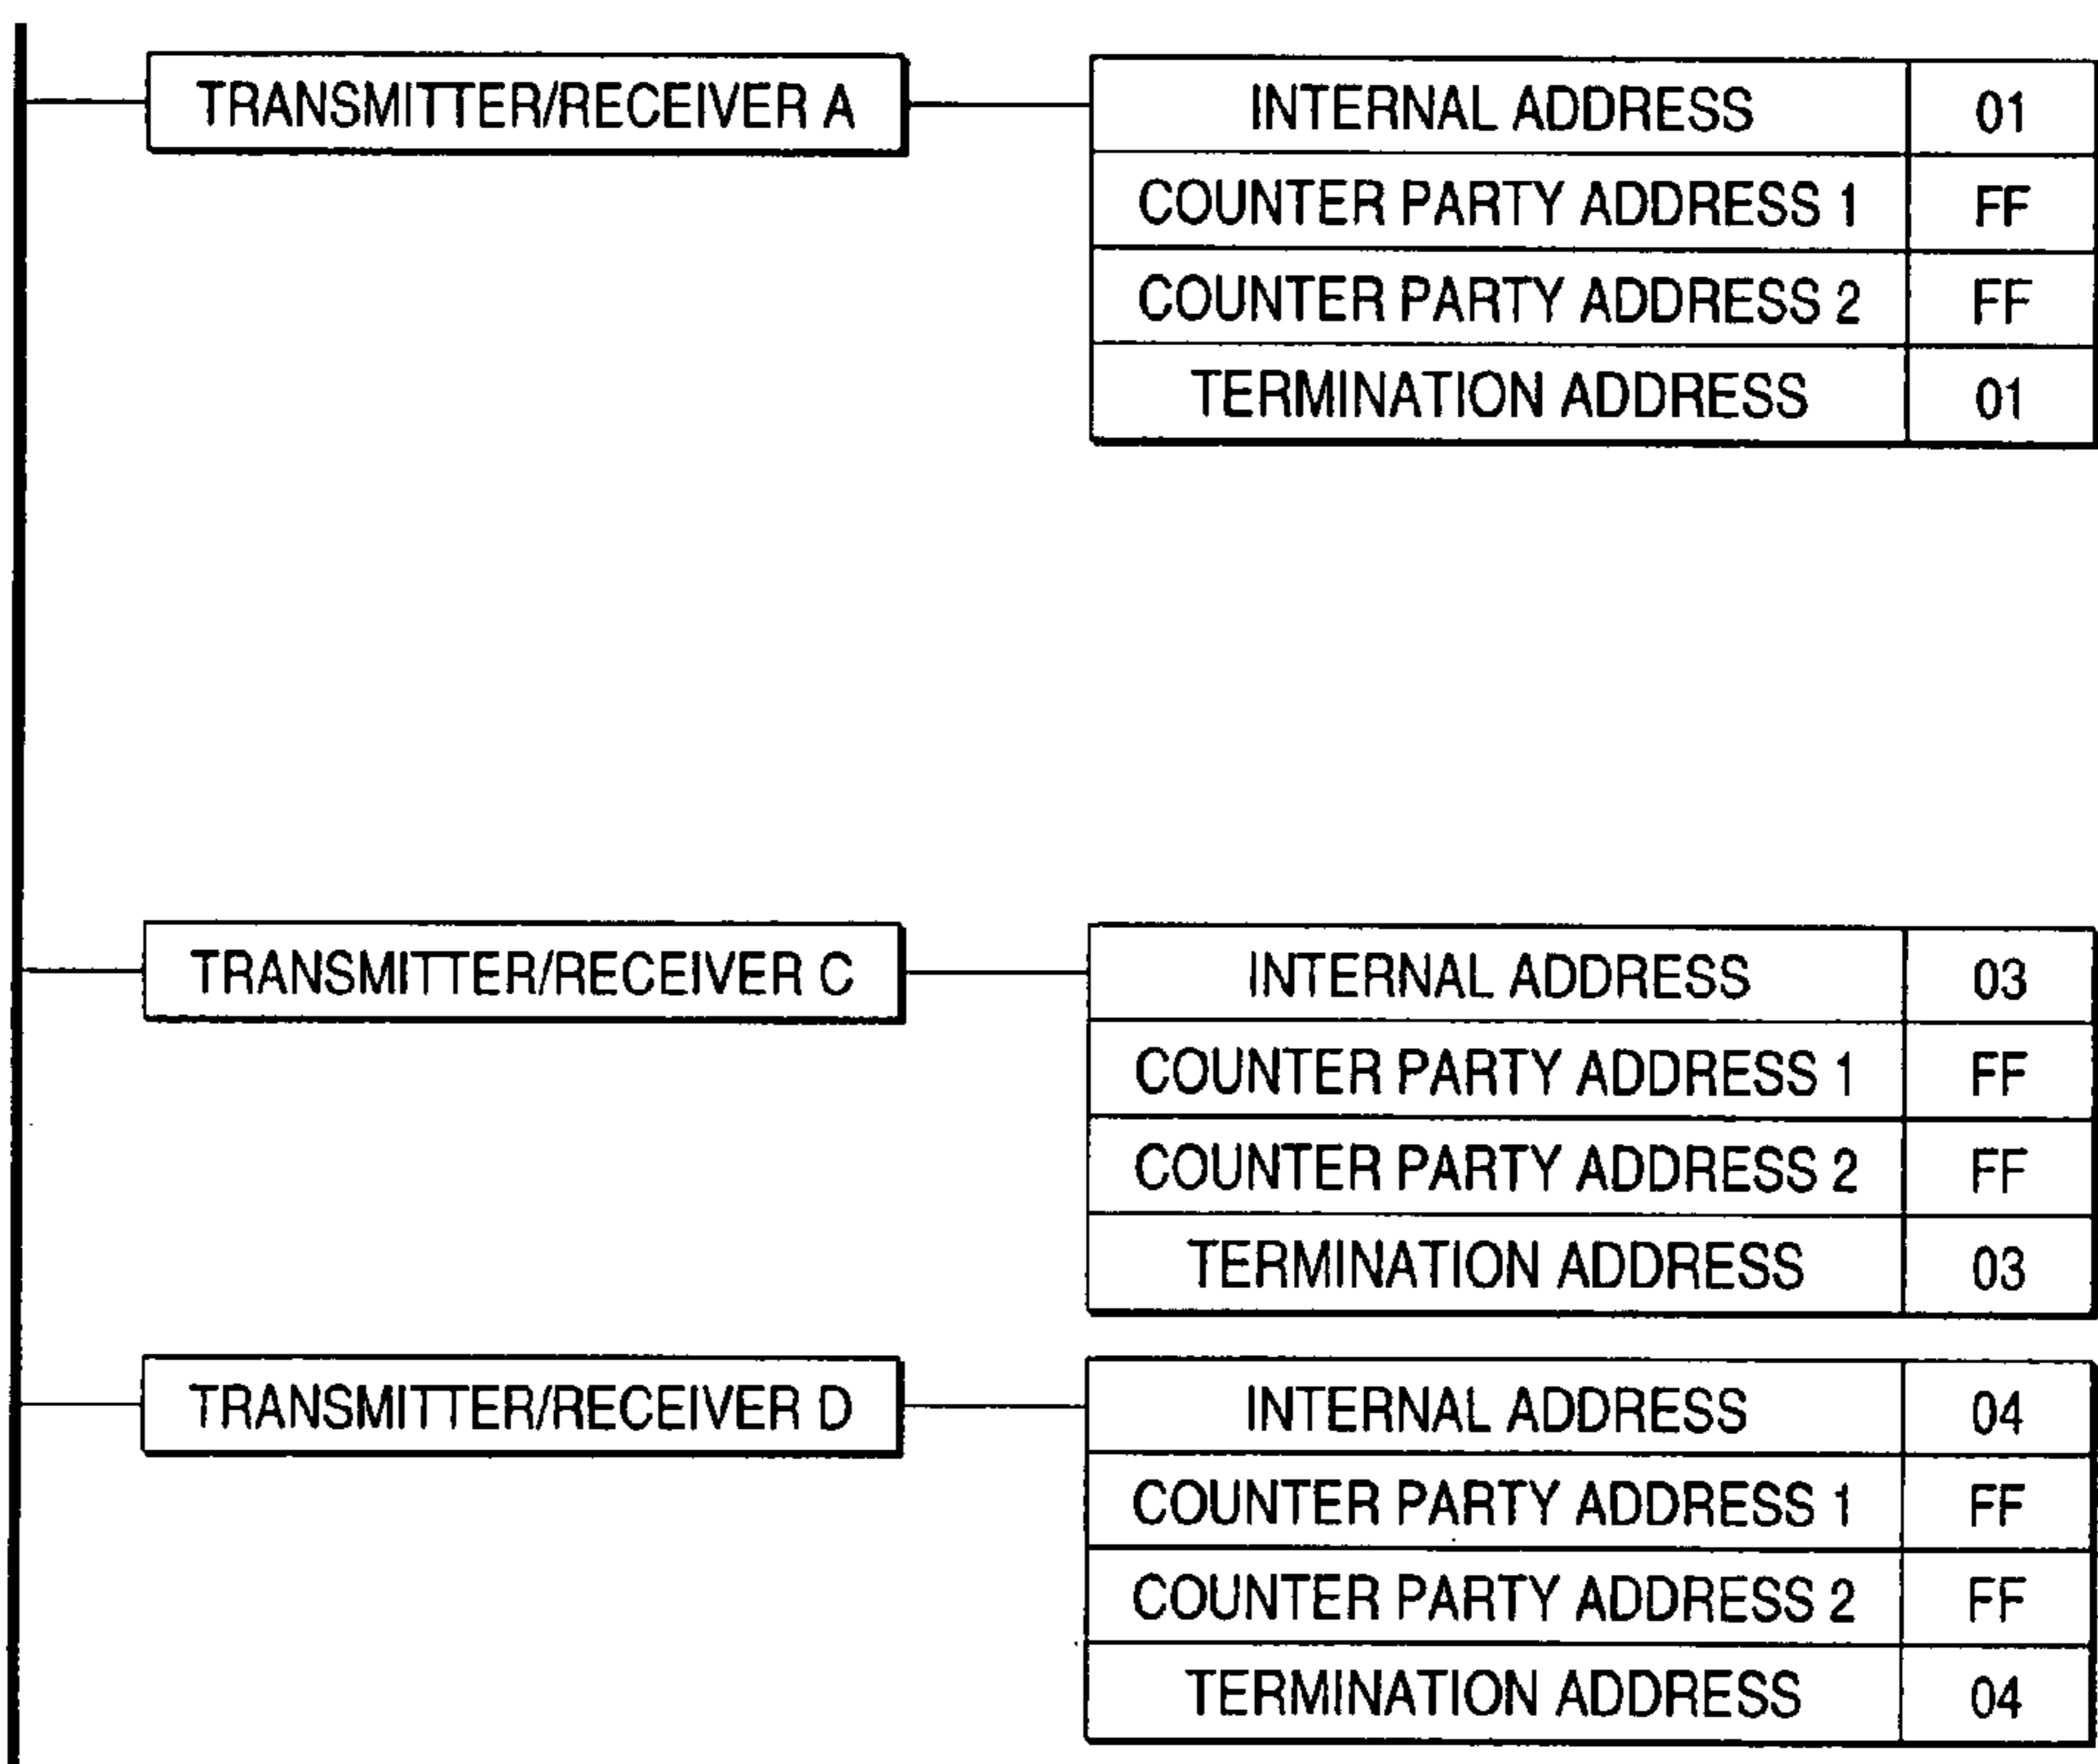 TRANSMITTER/RECEIVER A
INTERNAL ADDRESS 01
COUNTER PARTY ADDRESS 1 FF
COUNTER PARTY ADDRESS 2 FF
TERMINATION ADDRESS 01
TRANSMITTER/RECEIVER C
INTERNAL ADDRESS 03
COUNTER PARTY ADDRESS 1 FF
COUNTER PARTY ADDRESS 2 FF
TERMINATION ADDRESS 03
TRANSMITTER/RECEIVER D
INTERNAL ADDRESS 04
COUNTER PARTY ADDRESS 1 FF
COUNTER PARTY ADDRESS 2 FF
TERMINATION ADDRESS 04